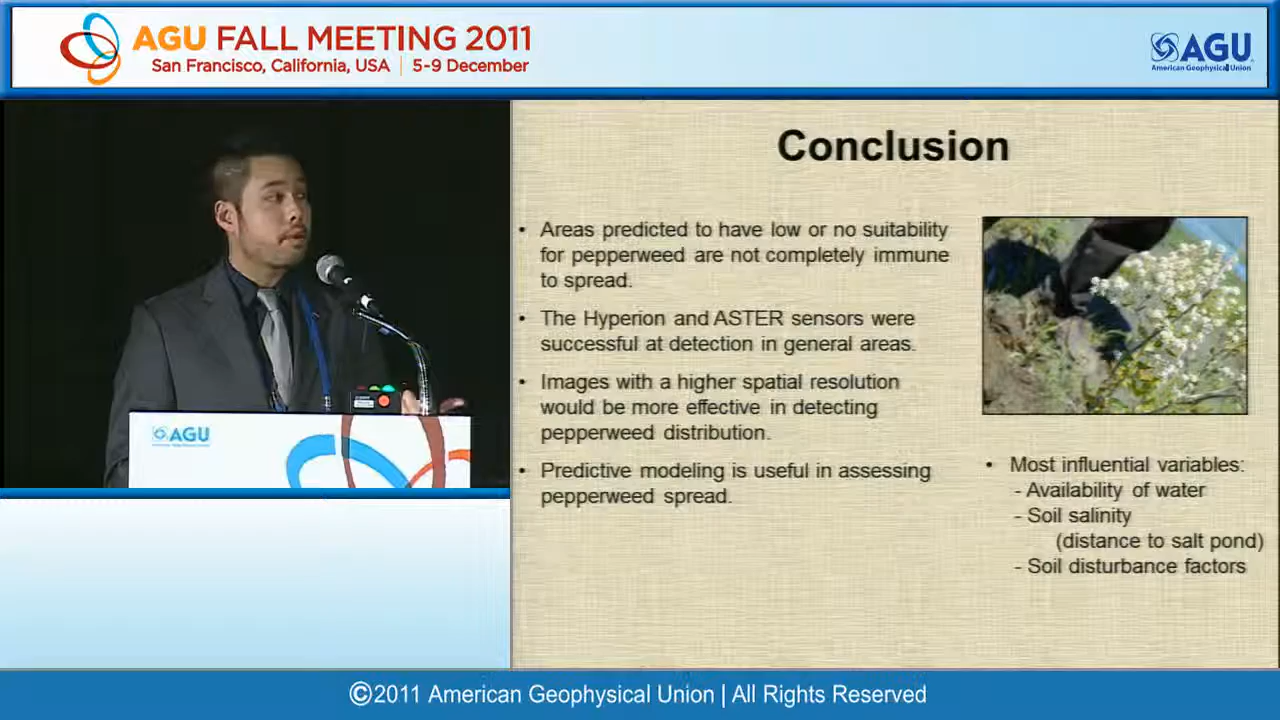 AGU FALL MEETING 2011
San Francisco, California, USA | 5-9 December
AGU
American Geophysical Union
AGU
Conclusion
• Areas predicted to have low or no suitability
for pepperweed are not completely immune
to spread.
• The Hyperion and ASTER sensors were
successful at detection in general areas.
• Images with a higher spatial resolution
would be more effective in detecting
pepperweed distribution.
• Predictive modeling is useful in assessing
pepperweed spread.
• Most influential variables:
- Availability of water
- Soil salinity
(distance to salt pond)
- Soil disturbance factors
©2011 American Geophysical Union | All Rights Reserved